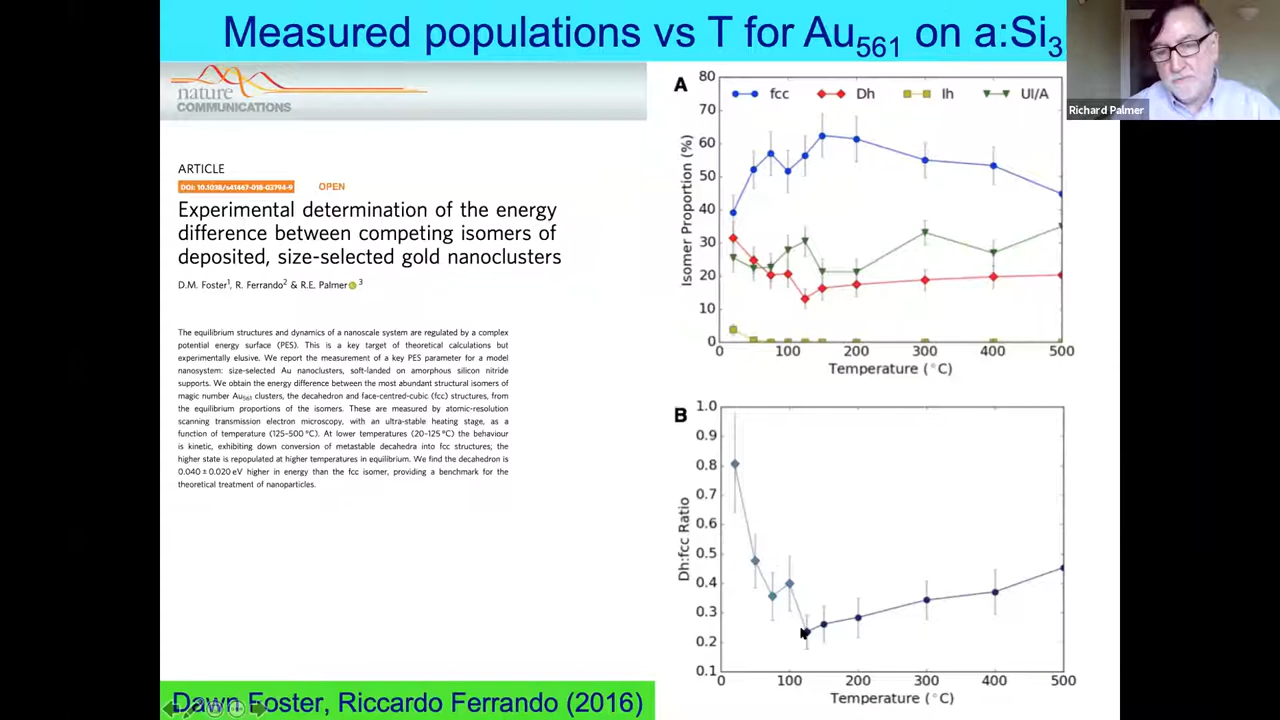 Measured populations vs T for Au561 on a:Si3
Richard Palmer
nature
COMMUNICATIONS
ARTICLE
DOI: 10.1038/s41467-018-03794-9 OPEN
Experimental determination of the energy
difference between competing isomers of
deposited, size-selected gold nanoclusters
D.M. Foster1, R. Ferrando2 & R.E. Palmer 3
The equilibrium structures and dynamics of a nanoscale system are regulated by a complex
potential energy surface (PES). This is a key target of theoretical calculations but
experimentally elusive. We report the measurement of a key PES parameter for a model
nanosystem: size-selected Au nanoclusters, soft-landed on amorphous silicon nitride
supports. We obtain the energy difference between the most abundant structural isomers of
magic number Au561 clusters, the decahedron and face-centred-cubic (fcc) structures, from
the equilibrium proportions of the isomers. These are measured by atomic-resolution
scanning transmission electron microscopy, with an ultra-stable heating stage, as a
function of temperature (125–500 °C). At lower temperatures (20–125 °C) the behaviour
is kinetic, exhibiting down conversion of metastable decahedra into fcc structures; the
higher state is repopulated at higher temperatures in equilibrium. We find the decahedron is
0.040 ± 0.020 eV higher in energy than the fcc isomer, providing a benchmark for the
theoretical treatment of nanoparticles.
A
fcc Dh Ih UI/A
Isomer Proportion (%)
80
70
60
50
40
30
20
10
0
0 100 200 300 400 500
Temperature (°C)
B
Dh:fcc Ratio
1.0
0.9
0.8
0.7
0.6
0.5
0.4
0.3
0.2
0.1
0 100 200 300 400 500
Temperature (°C)
Dawn Foster, Riccardo Ferrando (2016)